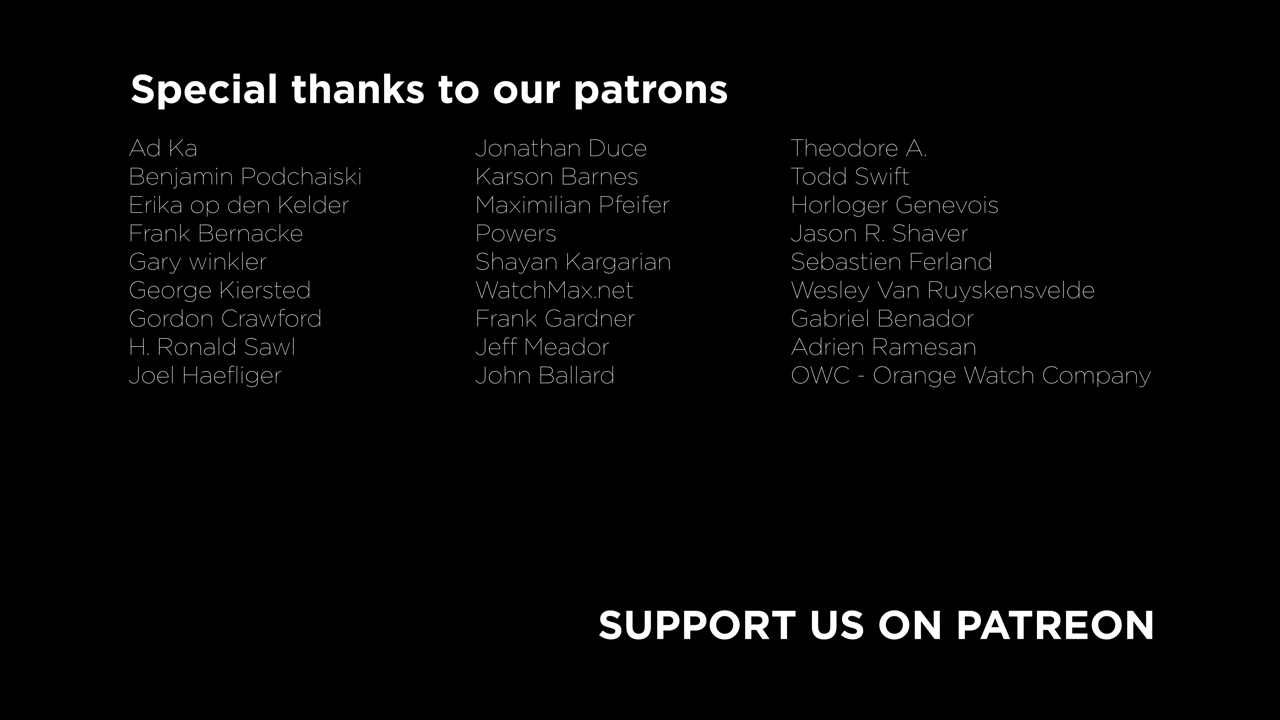 Special thanks to our patrons
Ad Ka
Benjamin Podchaiski
Erika op den Kelder
Frank Bernacke
Gary winkler
George Kiersted
Gordon Crawford
H. Ronald Sawl
Joel Haefliger
Jonathan Duce
Karson Barnes
Maximilian Pfeifer
Powers
Shayan Kargarian
WatchMax.net
Frank Gardner
Jeff Meador
John Ballard
Theodore A.
Todd Swift
Horloger Genevois
Jason R. Shaver
Sebastien Ferland
Wesley Van Ruyskensvelde
Gabriel Benador
Adrien Ramesan
OWC - Orange Watch Company
SUPPORT US ON PATREON